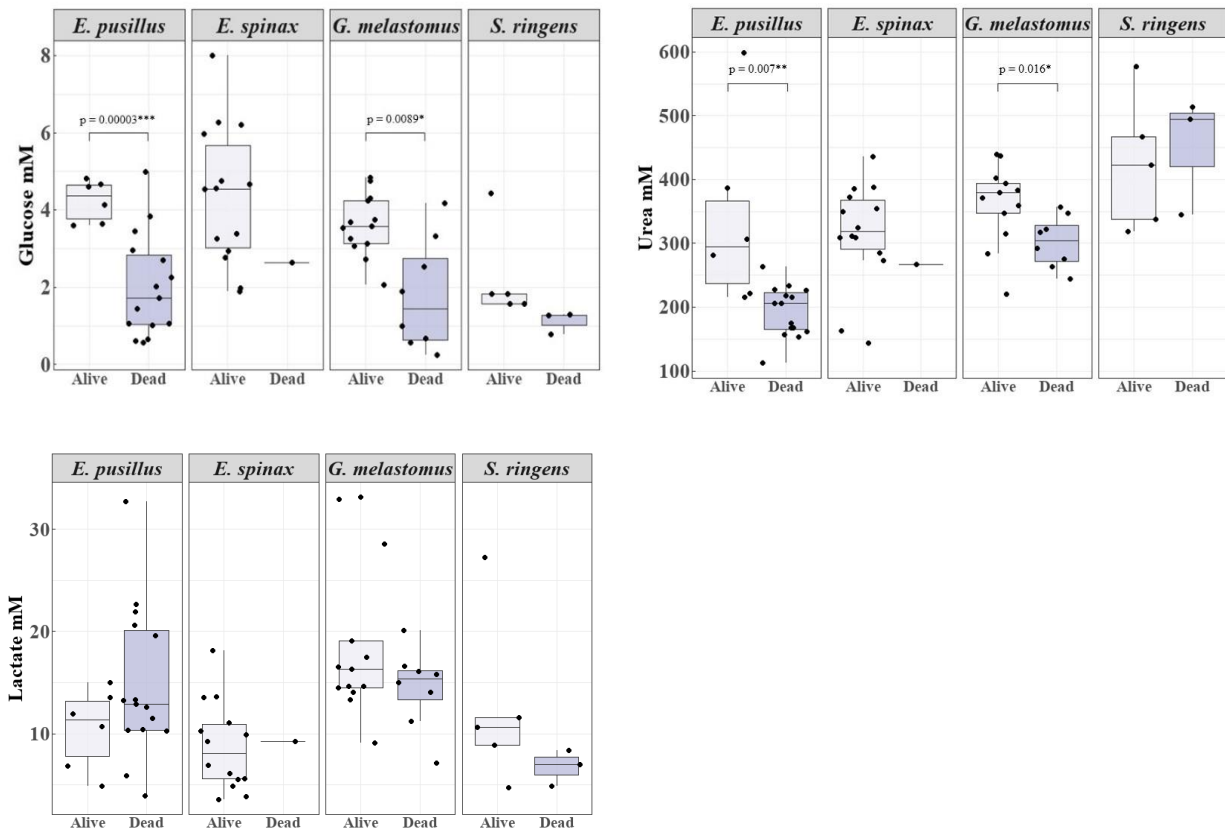 E. pusillus E. spinax G. melastomus S. ringens
Glucose mM
8
6
4
2
0
p = 0.00003***
p = 0.0089*
Alive Dead Alive Dead Alive Dead Alive Dead
E. pusillus E. spinax G. melastomus S. ringens
Urea mM
600
500
400
300
200
100
p = 0.007**
p = 0.016*
Alive Dead Alive Dead Alive Dead Alive Dead
E. pusillus E. spinax G. melastomus S. ringens
Lactate mM
30
20
10
Alive Dead Alive Dead Alive Dead Alive Dead